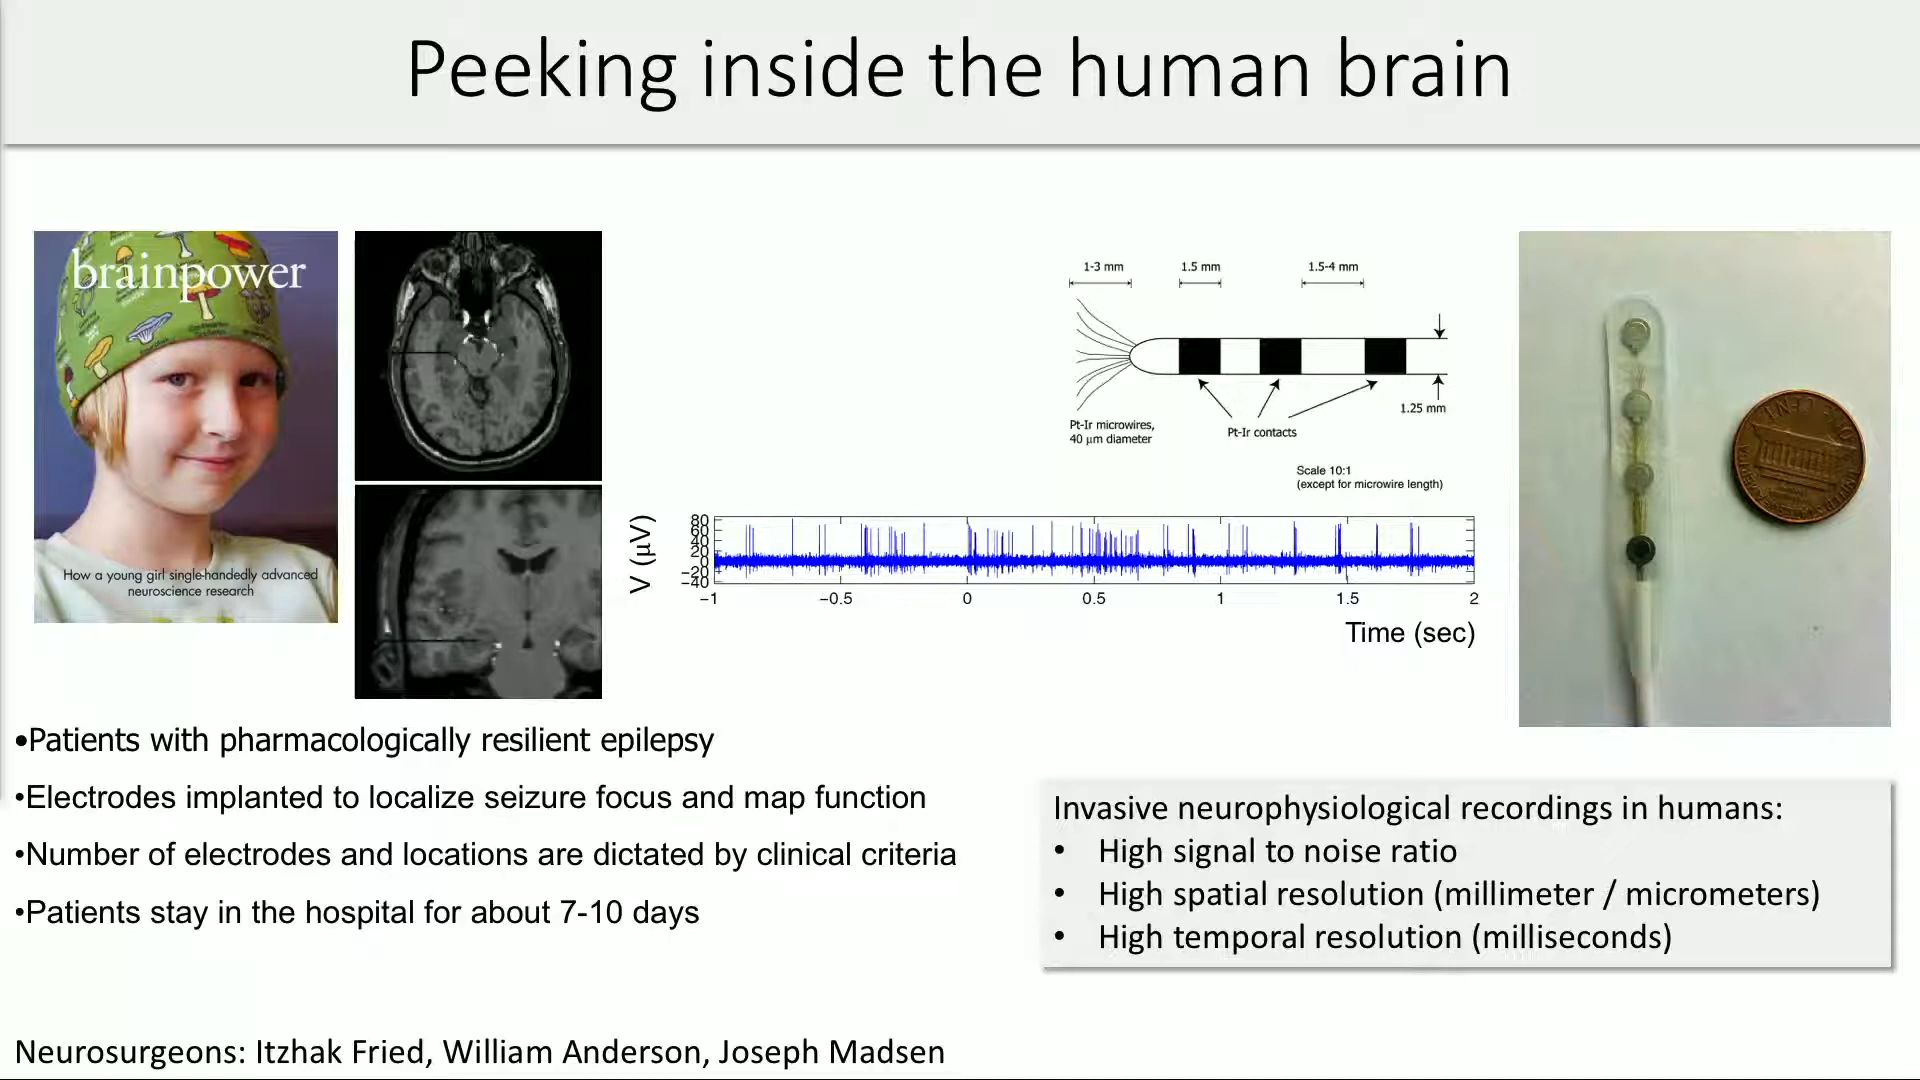 Peeking inside the human brain
brainpower
How a young girl single-handedly advanced
neuroscience research
1-3 mm
1.5 mm
1.5-4 mm
1.25 mm
Pt-Ir microwires,
40 µm diameter
Pt-Ir contacts
Scale 10:1
(except for microwire length)
V (µV)
80
60
40
20
0
−20
−40
−1
−0.5
0
0.5
1
1.5
2
Time (sec)
•Patients with pharmacologically resilient epilepsy
•Electrodes implanted to localize seizure focus and map function
•Number of electrodes and locations are dictated by clinical criteria
•Patients stay in the hospital for about 7-10 days
Invasive neurophysiological recordings in humans:
• High signal to noise ratio
• High spatial resolution (millimeter / micrometers)
• High temporal resolution (milliseconds)
Neurosurgeons: Itzhak Fried, William Anderson, Joseph Madsen